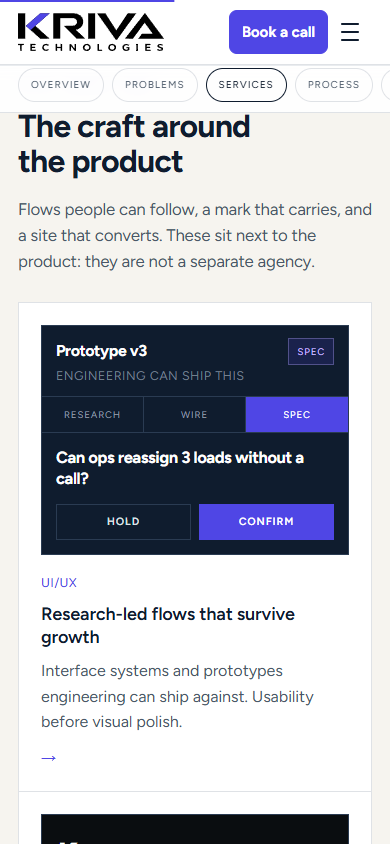 KRIVA
TECHNOLOGIES
Book a call
OVERVIEW
PROBLEMS
SERVICES
PROCESS
The craft around
the product
Flows people can follow, a mark that carries, and
a site that converts. These sit next to the
product: they are not a separate agency.
Prototype v3
SPEC
ENGINEERING CAN SHIP THIS
RESEARCH
WIRE
SPEC
Can ops reassign 3 loads without a
call?
HOLD
CONFIRM
UI/UX
Research-led flows that survive
growth
Interface systems and prototypes
engineering can ship against. Usability
before visual polish.
→